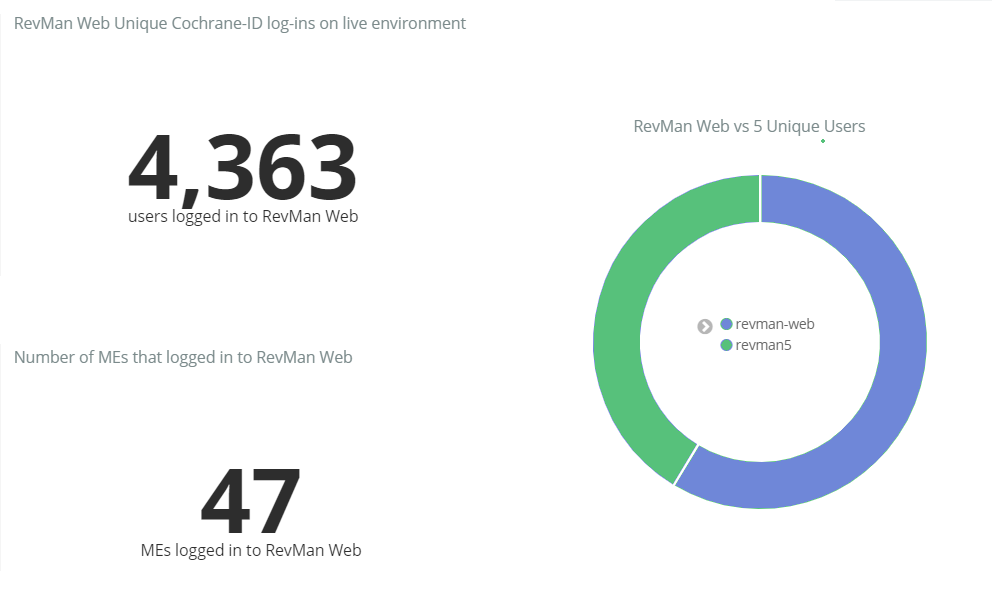 RevMan Web Unique Cochrane-ID log-ins on live environment
4,363
users logged in to RevMan Web
Number of MEs that logged in to RevMan Web
47
MEs logged in to RevMan Web
RevMan Web vs 5 Unique Users
revman-web
revman5